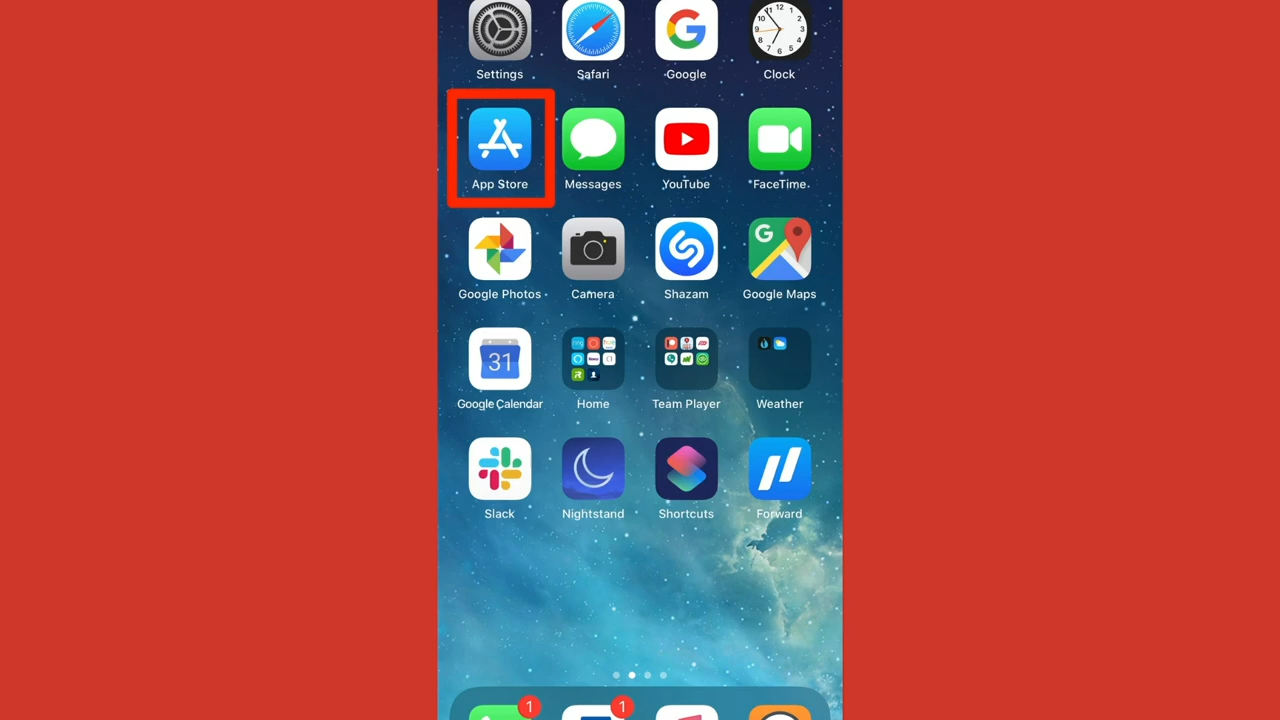 Settings Safari Google Clock
App Store Messages YouTube FaceTime
Google Photos Camera Shazam Google Maps
31
Google Calendar Home Team Player Weather
Slack Nightstand Shortcuts Forward
1 1